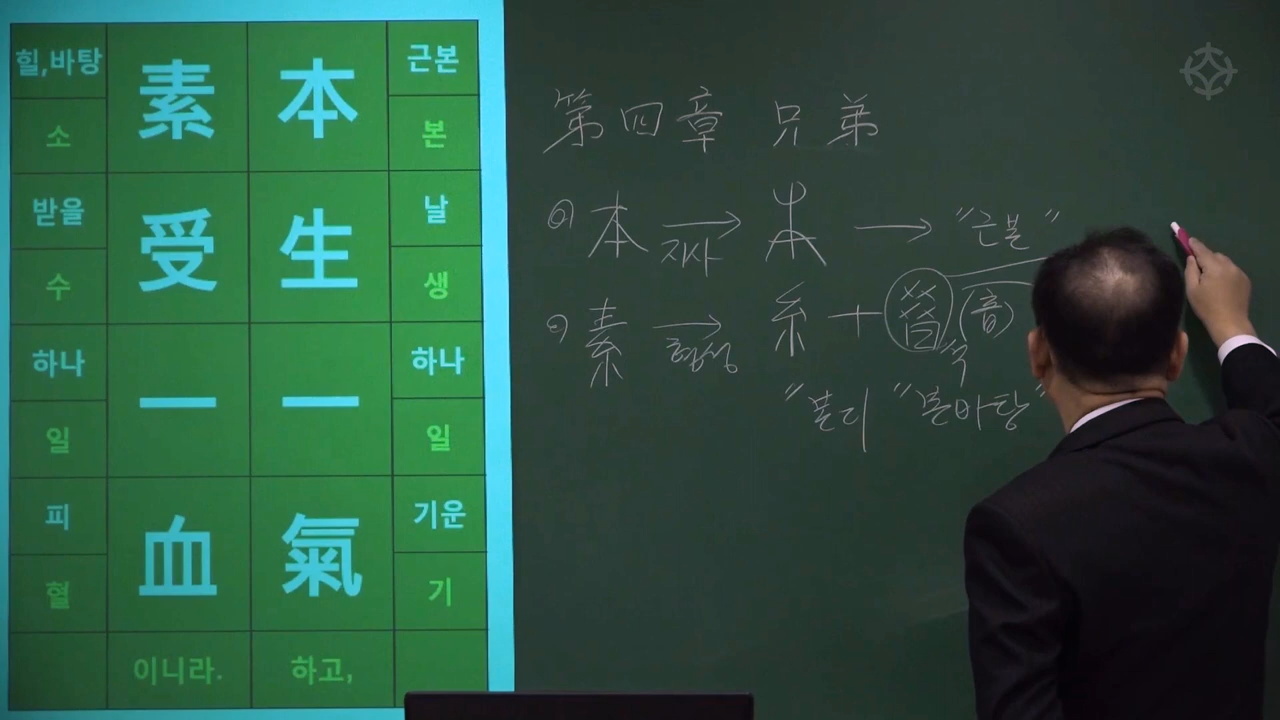 힐,바탕 素 本 근본
소 본
받을 受 生 날
수 생
하나 一 一 하나
일 일
피 血 氣 기운
혈 기
이니라. 하고,
第四章 兄弟
本 → 本 → "근본"
지사
素 → 糸 + (音)
형성
"본디 "본바탕"